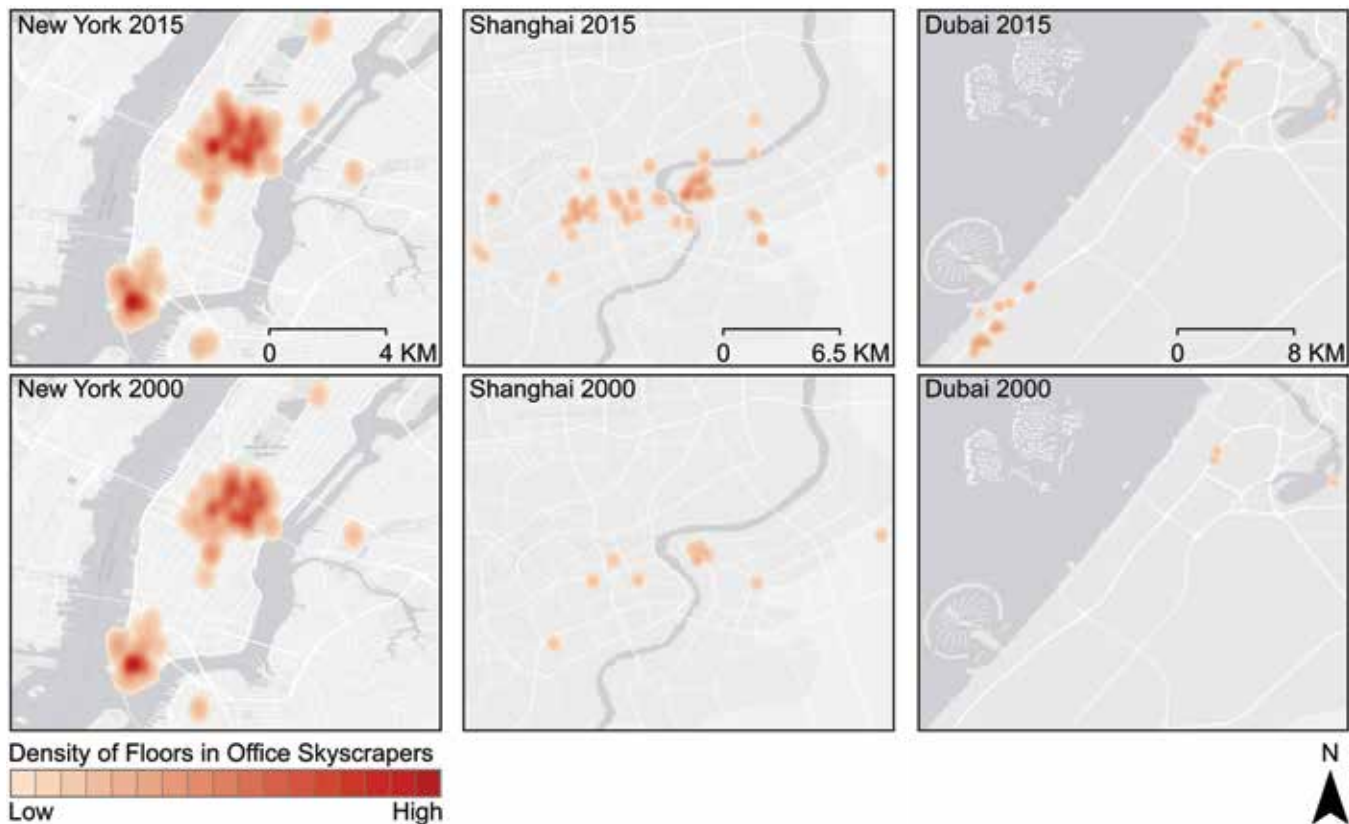 New York 2015
Shanghai 2015
Dubai 2015
0 4 KM
0 6.5 KM
0 8 KM
New York 2000
Shanghai 2000
Dubai 2000
Density of Floors in Office Skyscrapers
Low High
N